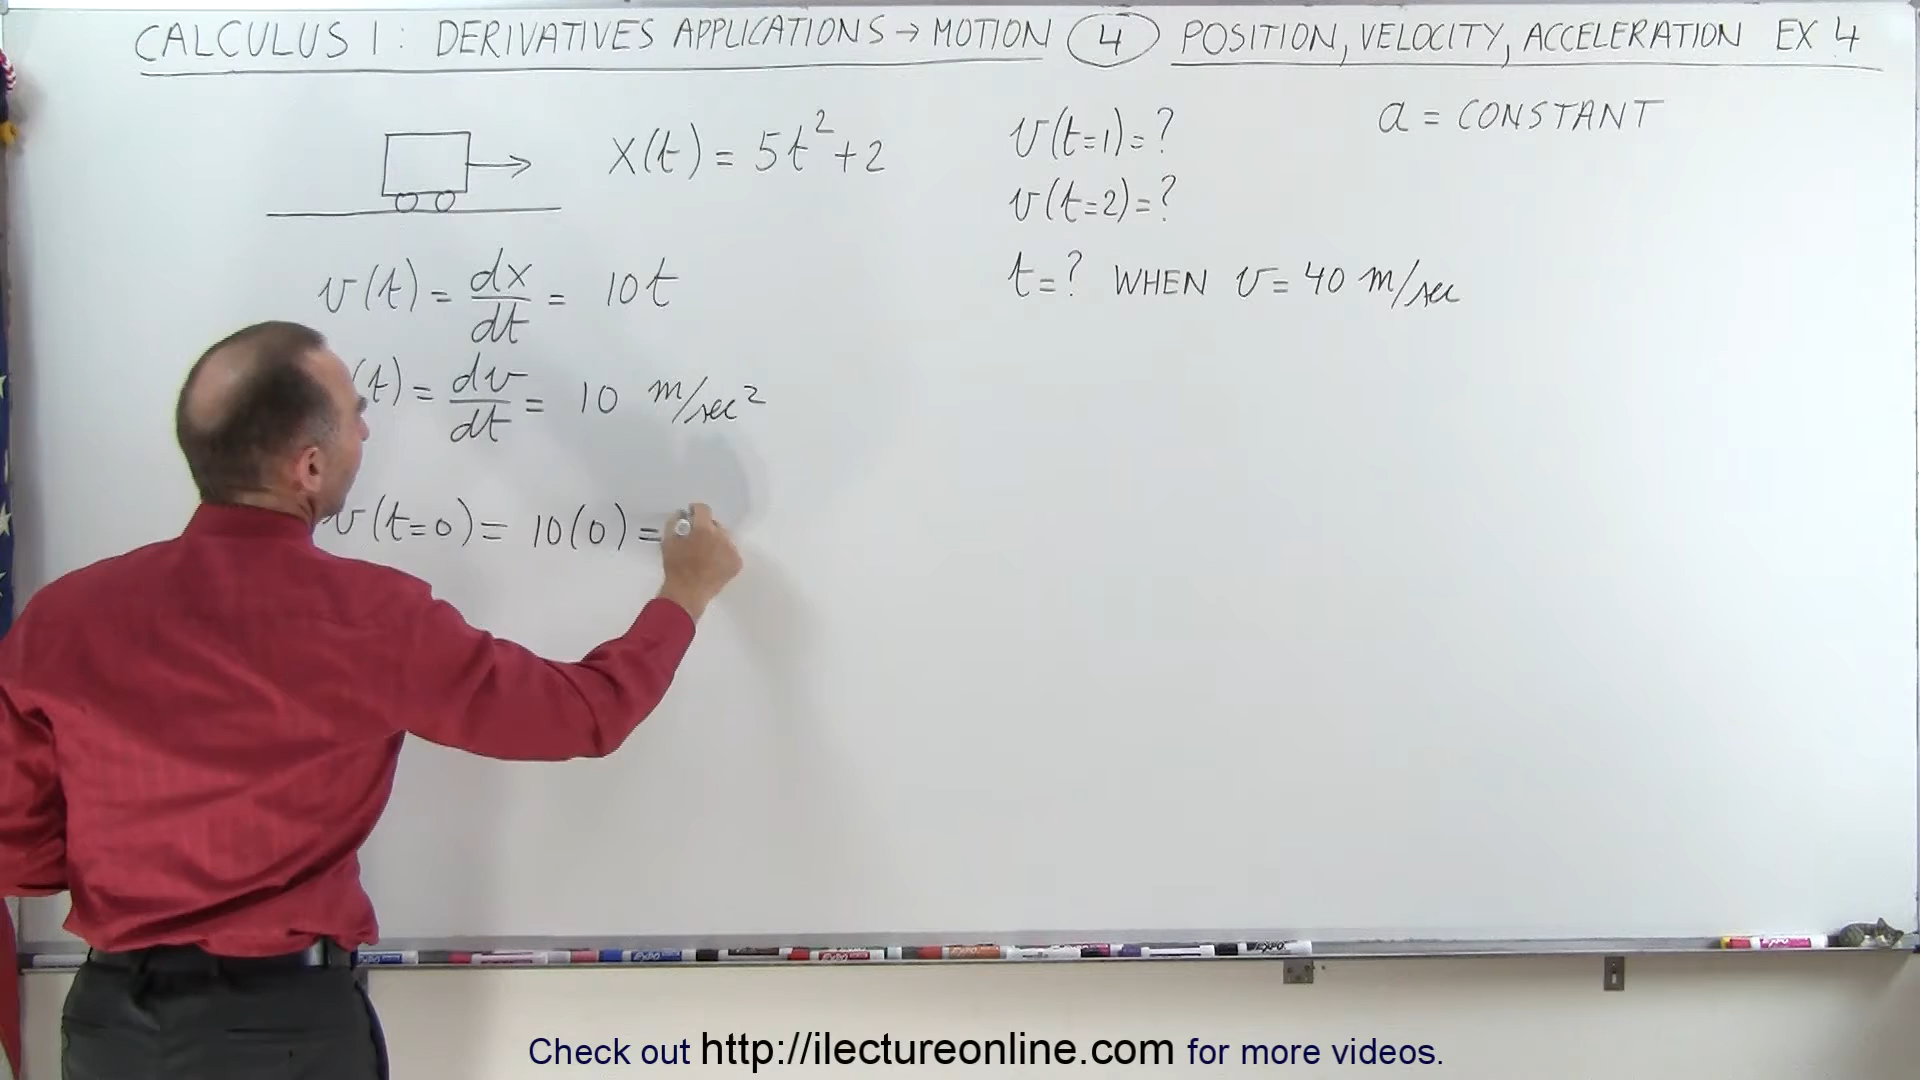 CALCULUS 1: DERIVATIVES APPLICATIONS → MOTION 4 POSITION, VELOCITY, ACCELERATION EX 4
x(t) = 5t² + 2
v(t=1) = ?
a = CONSTANT
v(t=2) = ?
t = ? WHEN v = 40 m/sec
v(t) = dx/dt = 10t
(t) = dv/dt = 10 m/sec²
v(t=0) = 10(0) =
Check out http://ilectureonline.com for more videos.